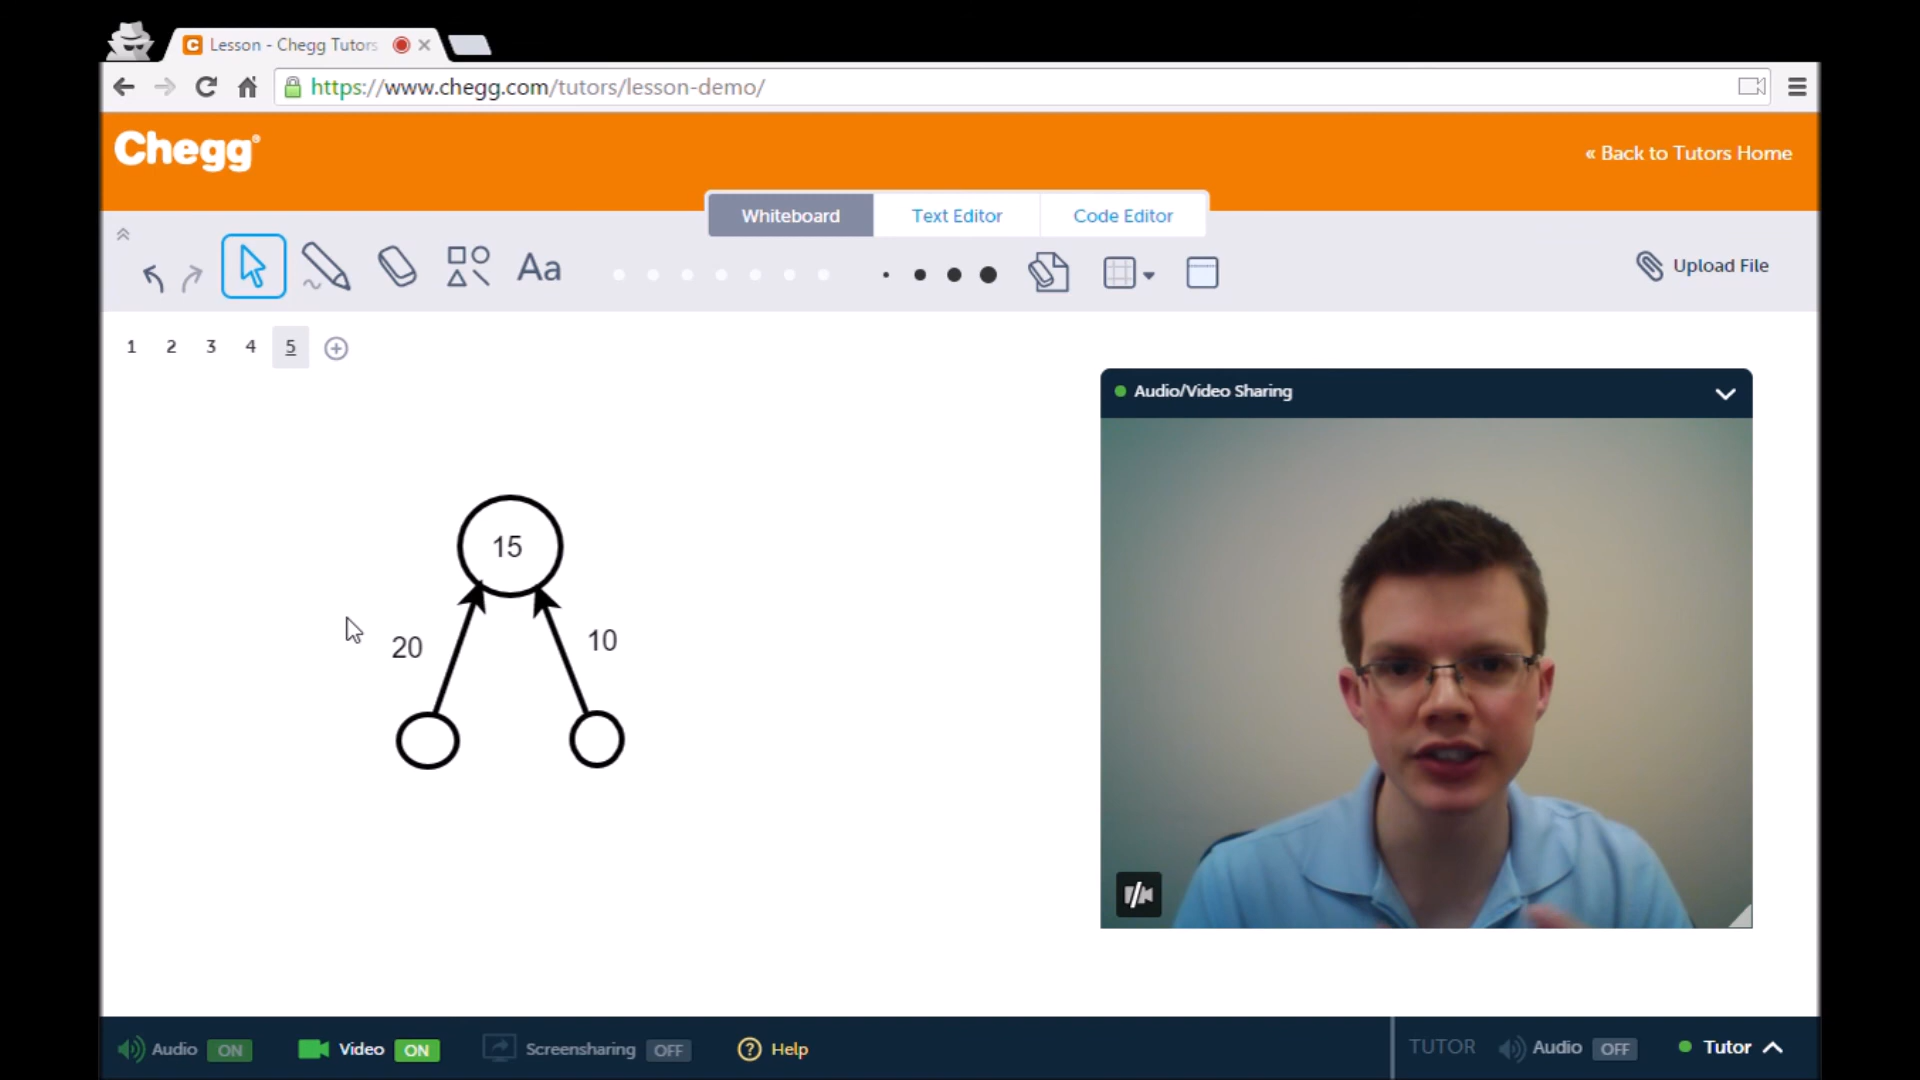 Lesson - Chegg Tutors
https://www.chegg.com/tutors/lesson-demo/
Chegg®
« Back to Tutors Home
Whiteboard Text Editor Code Editor
Aa
Upload File
1 2 3 4 5
Audio/Video Sharing
15
20 10
Audio ON Video ON Screensharing OFF ? Help TUTOR Audio OFF Tutor